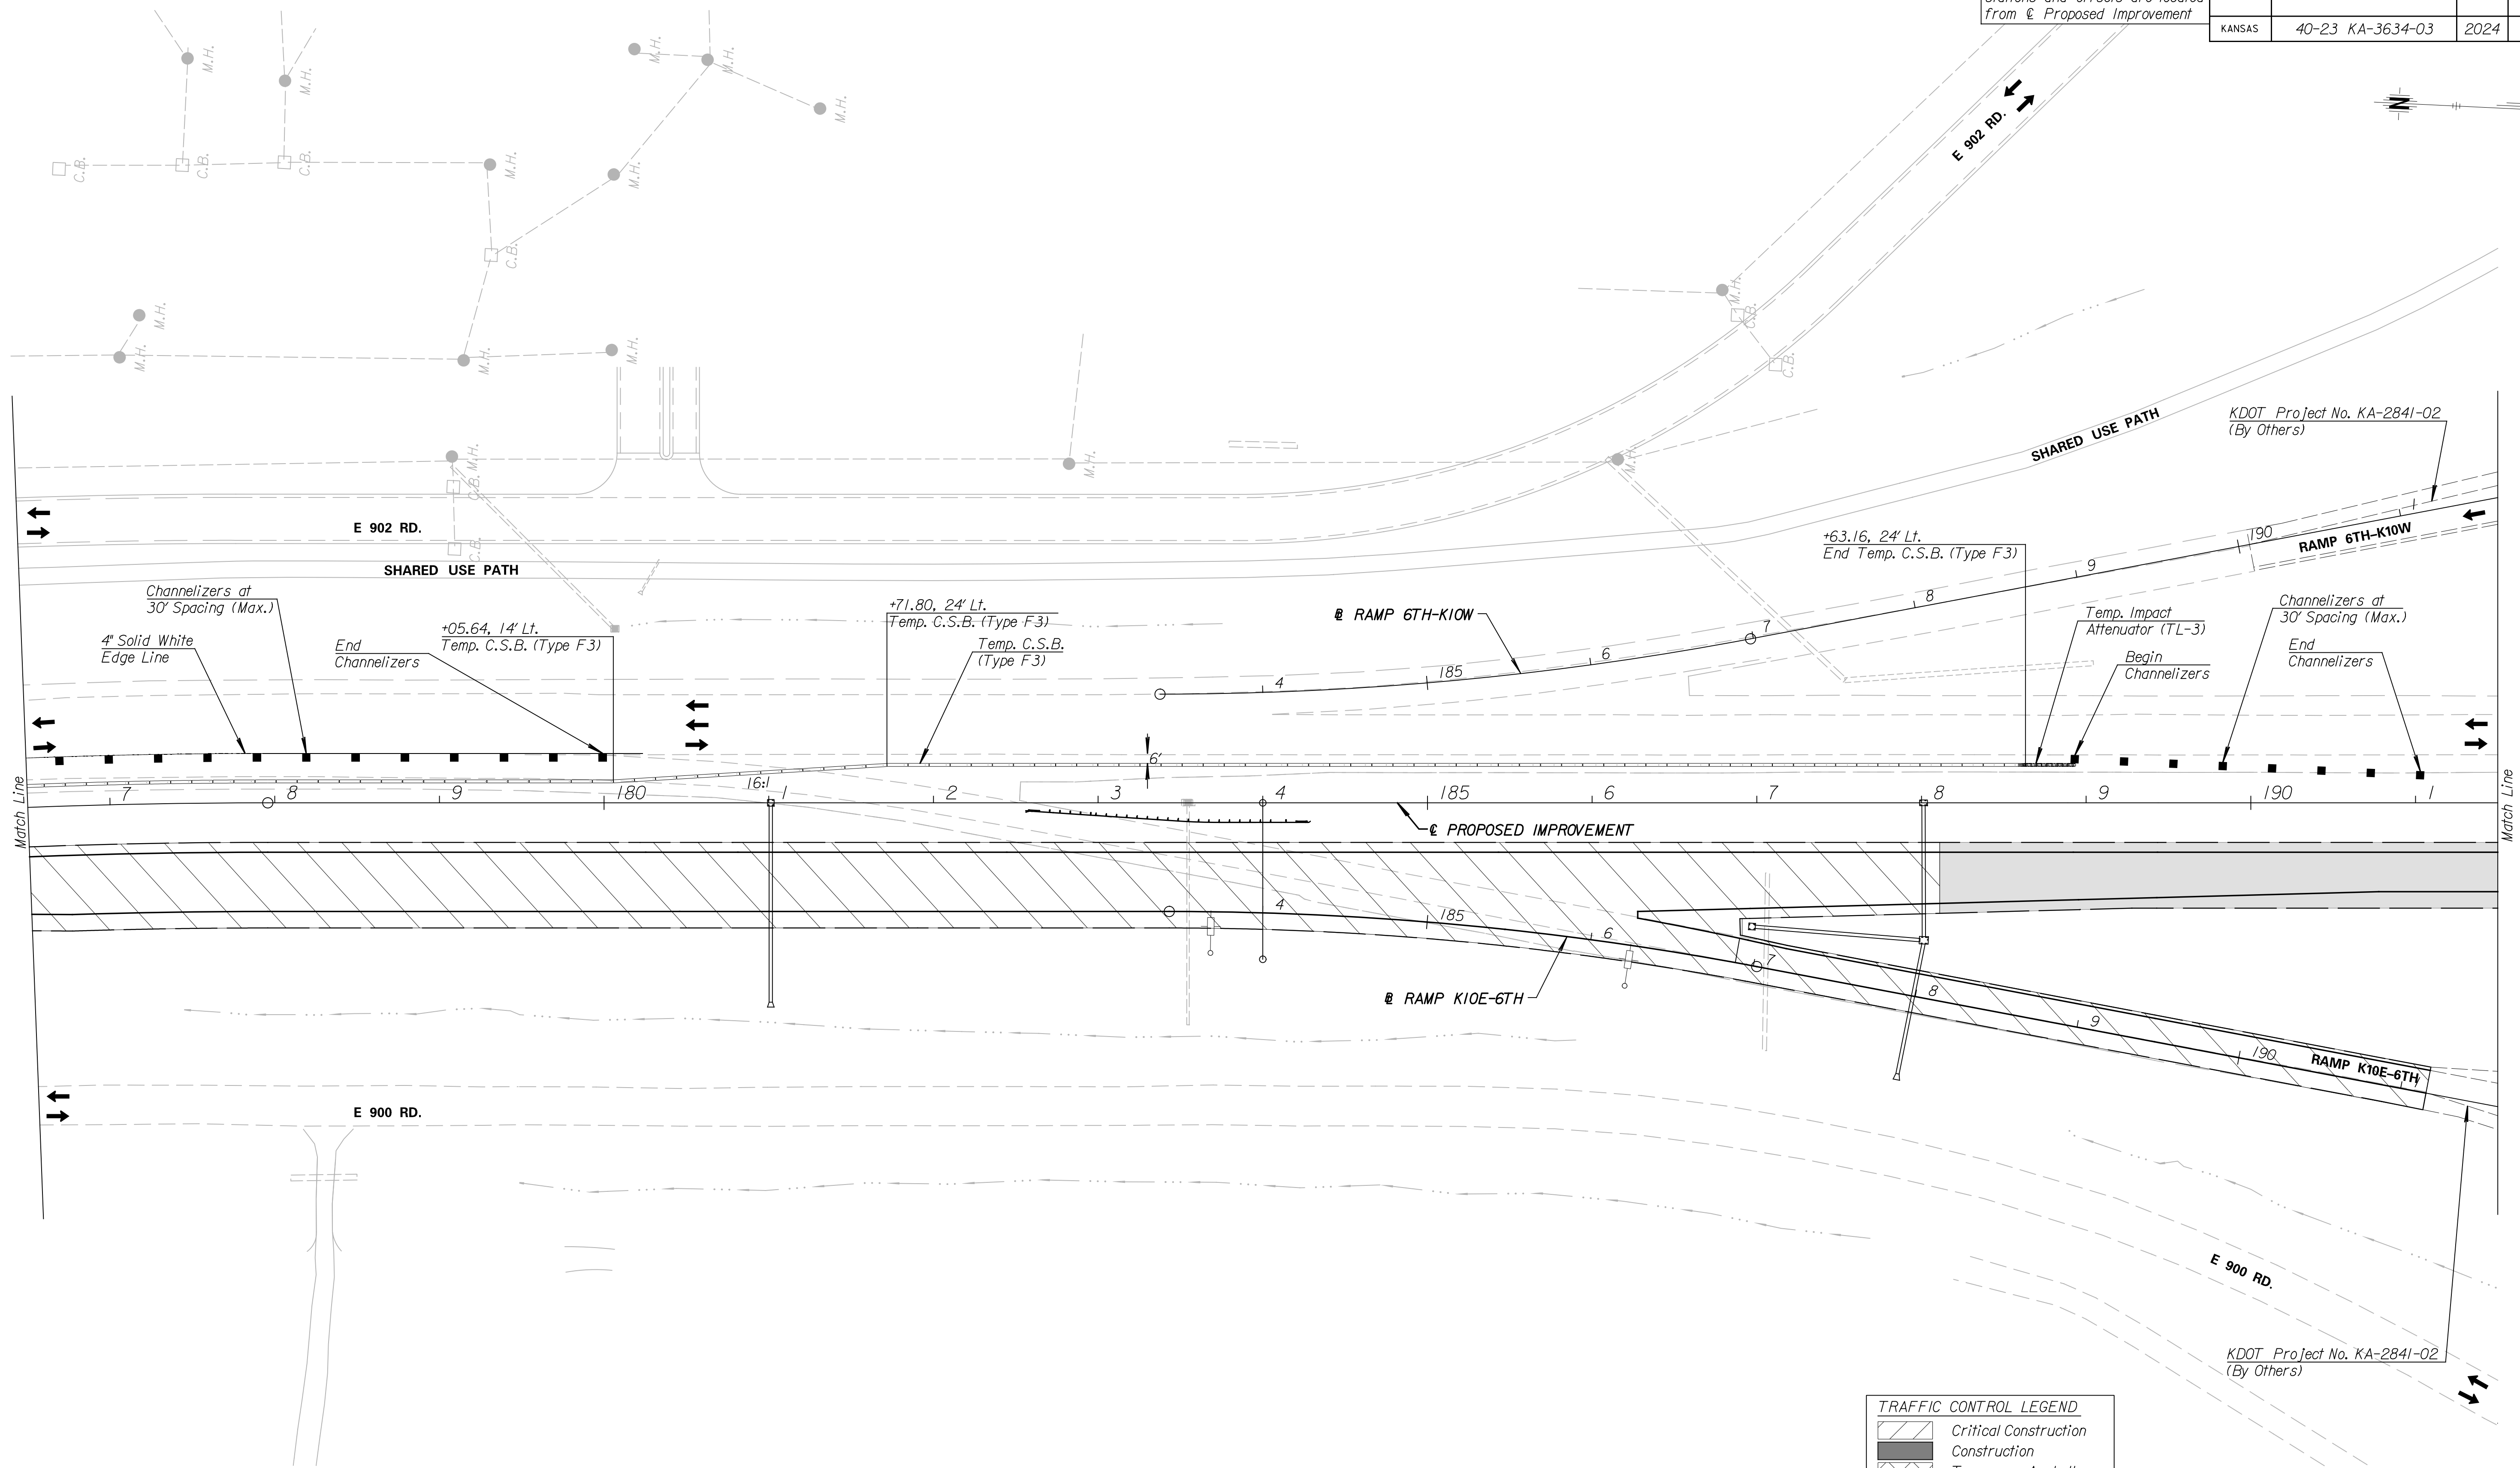 from ℄ Proposed Improvement
KANSAS 40-23 KA-3634-03 2024
N
M.H.
M.H.
M.H.
M.H.
M.H.
C.B.
C.B.
C.B.
M.H.
M.H.
C.B.
M.H.
M.H.
M.H.
M.H.
E 902 RD.
M.H.
C.B.
C.B.
M.H.
C.B.
C.B.
M.H.
M.H.
SHARED USE PATH
KDOT Project No. KA-2841-02
(By Others)
E 902 RD.
SHARED USE PATH
RAMP 6TH-K10W
190
9
8
7
6
185
4
+63.16, 24' Lt.
End Temp. C.S.B. (Type F3)
Channelizers at
30' Spacing (Max.)
4" Solid White
Edge Line
End
Channelizers
+05.64, 14' Lt.
Temp. C.S.B. (Type F3)
+71.80, 24' Lt.
Temp. C.S.B. (Type F3)
Temp. C.S.B.
(Type F3)
RAMP 6TH-K10W
Temp. Impact
Attenuator (TL-3)
Begin
Channelizers
Channelizers at
30' Spacing (Max.)
End
Channelizers
6'
16:1
Match Line
7 8 9 180 1 2 3 4 185 6 7 8 9 190 1
Match Line
℄ PROPOSED IMPROVEMENT
4
185
6
7
8
9
190
1
RAMP K10E-6TH
RAMP K10E-6TH
E 900 RD.
E 900 RD.
KDOT Project No. KA-2841-02
(By Others)
TRAFFIC CONTROL LEGEND
Critical Construction
Construction